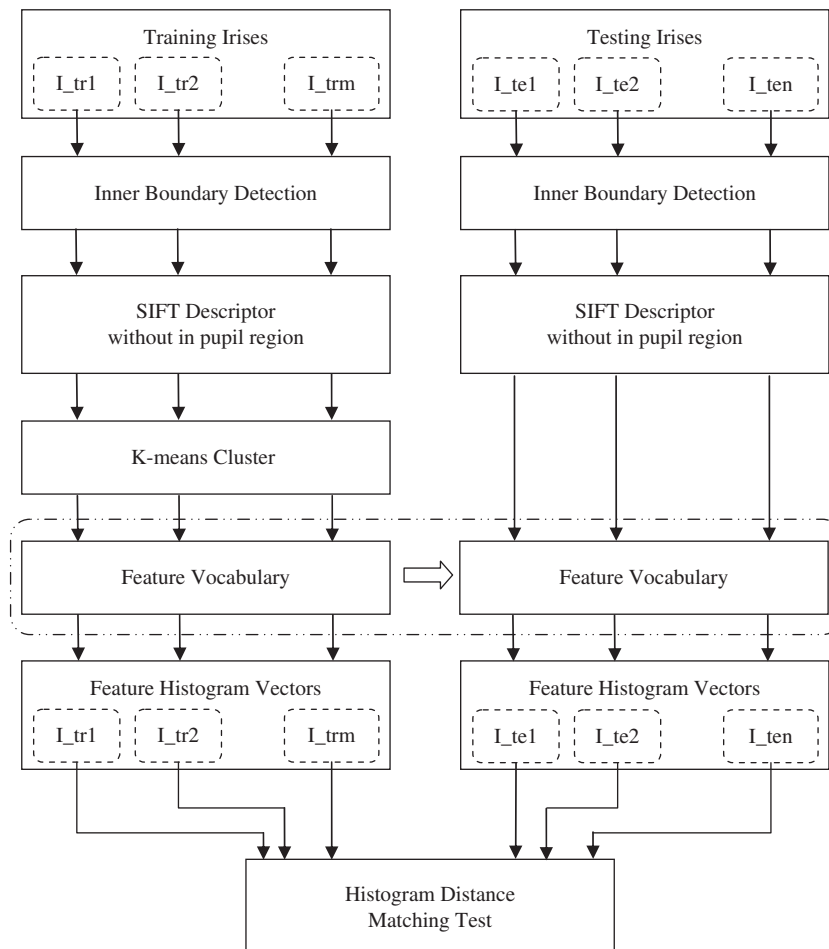 Training Irises
I_tr1 I_tr2 I_trm
Inner Boundary Detection
SIFT Descriptor
without in pupil region
K-means Cluster
Feature Vocabulary
Feature Histogram Vectors
I_tr1 I_tr2 I_trm
Testing Irises
I_te1 I_te2 I_ten
Inner Boundary Detection
SIFT Descriptor
without in pupil region
Feature Vocabulary
Feature Histogram Vectors
I_te1 I_te2 I_ten
Histogram Distance
Matching Test